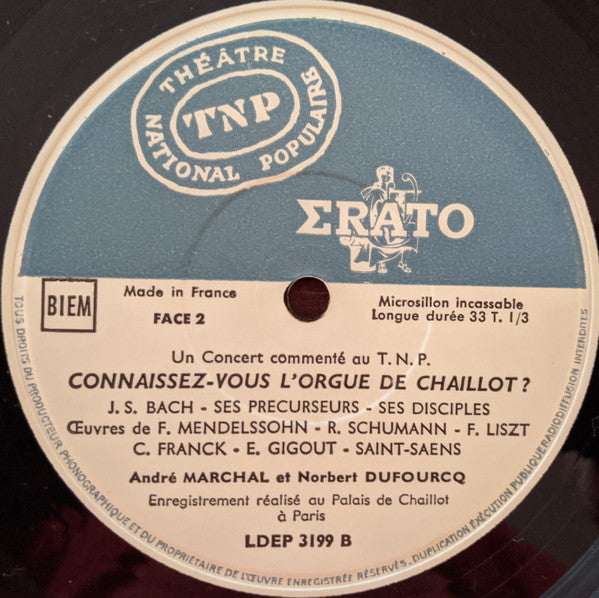 THÉÂTRE
TNP
NATIONAL POPULAIRE
ΣRATO
BIEM
Made in France
FACE 2
Microsillon incassable
Longue durée 33 T. 1/3
Un Concert commenté au T.N.P.
CONNAISSEZ-VOUS L'ORGUE DE CHAILLOT ?
J. S. BACH - SES PRECURSEURS - SES DISCIPLES
Œuvres de F. MENDELSSOHN - R. SCHUMANN - F. LISZT
C. FRANCK - E. GIGOUT - SAINT-SAENS
André MARCHAL et Norbert DUFOURCQ
Enregistrement réalisé au Palais de Chaillot
à Paris
LDEP 3199 B
TOUS DROITS DU PRODUCTEUR PHONOGRAPHIQUE ET DU PROPRIÉTAIRE DE L'ŒUVRE ENREGISTRÉE RÉSERVÉS. DUPLICATION EXÉCUTION PUBLIQUE RADIODIFFUSION INTERDITES